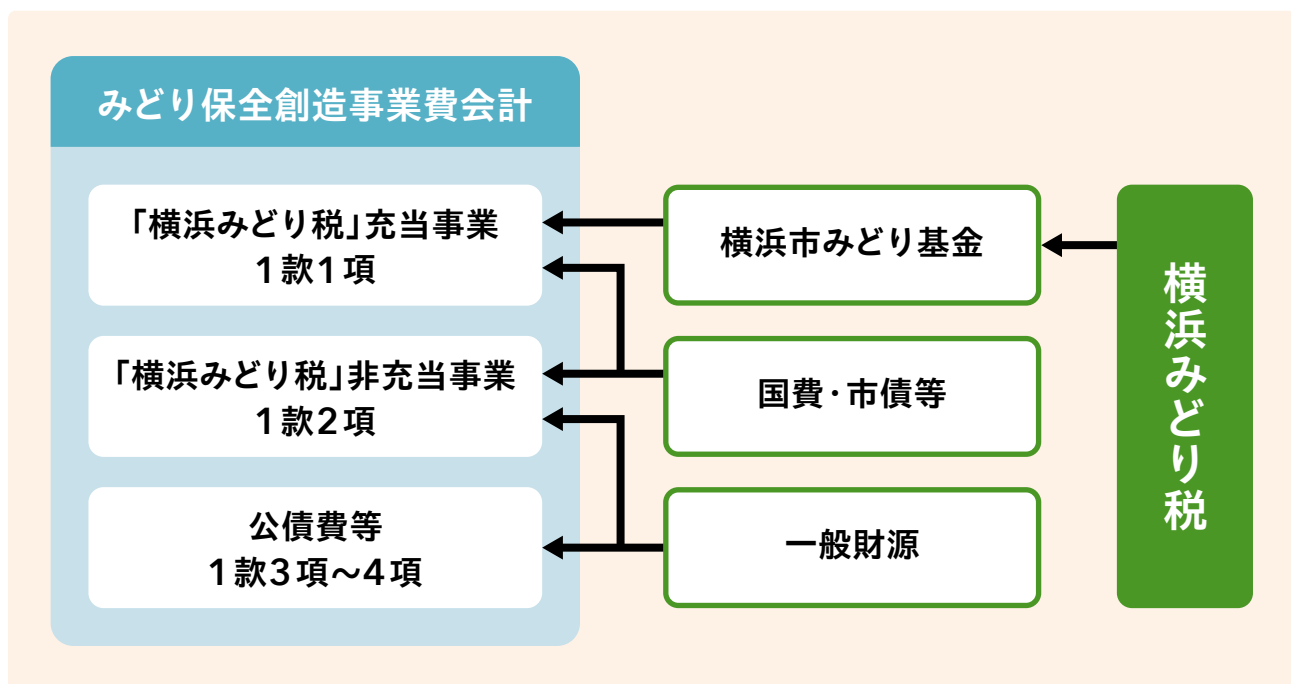 みどり保全創造事業費会計
「横浜みどり税」充当事業
1款1項
「横浜みどり税」非充当事業
1款2項
公債費等
1款3項～4項
横浜市みどり基金
国費・市債等
一般財源
横浜みどり税